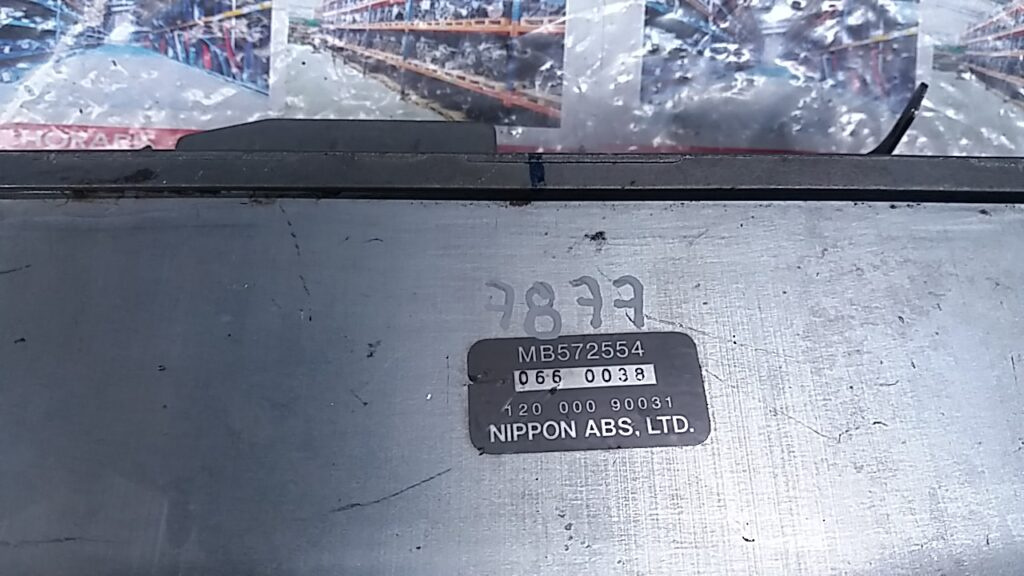 7877
MB572554
066 0038
120 000 90031
NIPPON ABS, LTD.